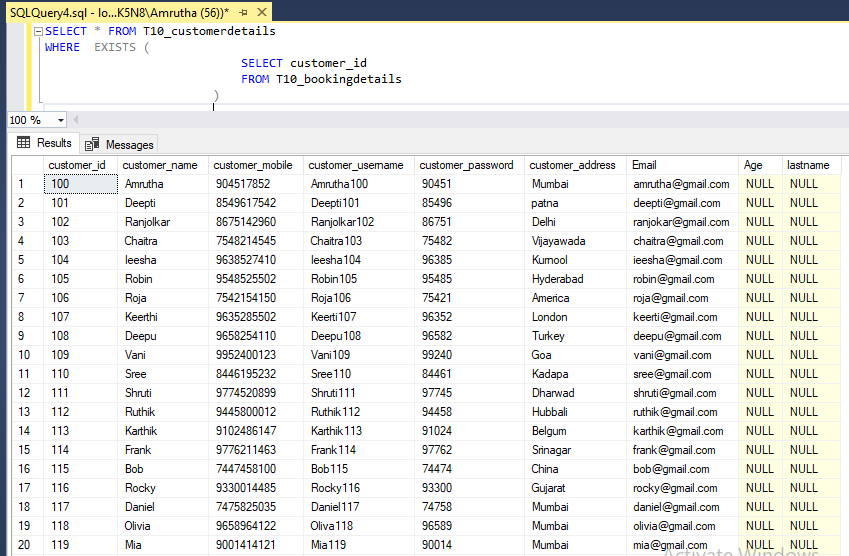 SQLQuery4.sql - lo...K5N8\Amrutha (56))*
SELECT * FROM T10_customerdetails
WHERE EXISTS (
SELECT customer_id
FROM T10_bookingdetails
)
100 %
Results Messages
customer_id customer_name customer_mobile customer_username customer_password customer_address Email Age lastname
1 100 Amrutha 904517852 Amrutha100 90451 Mumbai amrutha@gmail.com NULL NULL
2 101 Deepti 8549617542 Deepti101 85496 patna deepti@gmail.com NULL NULL
3 102 Ranjolkar 8675142960 Ranjolkar102 86751 Delhi ranjokar@gmail.com NULL NULL
4 103 Chaitra 7548214545 Chaitra103 75482 Vijayawada chaitra@gmail.com NULL NULL
5 104 Ieesha 9638527410 Ieesha104 96385 Kurnool ieesha@gmail.com NULL NULL
6 105 Robin 9548525502 Robin105 95485 Hyderabad robin@gmail.com NULL NULL
7 106 Roja 7542154150 Roja106 75421 America roja@gmail.com NULL NULL
8 107 Keerthi 9635285502 Keerti107 96352 London keerti@gmail.com NULL NULL
9 108 Deepu 9658254110 Deepu108 96582 Turkey deepu@gmail.com NULL NULL
10 109 Vani 9952400123 Vani109 99240 Goa vani@gmail.com NULL NULL
11 110 Sree 8446195232 Sree110 84461 Kadapa sree@gmail.com NULL NULL
12 111 Shruti 9774520899 Shruti111 97745 Dharwad shruti@gmail.com NULL NULL
13 112 Ruthik 9445800012 Ruthik112 94458 Hubbali ruthik@gmail.com NULL NULL
14 113 Karthik 9102486147 Karthik113 91024 Belgum karthik@gmail.com NULL NULL
15 114 Frank 9776211463 Frank114 97762 Srinagar frank@gmail.com NULL NULL
16 115 Bob 7447458100 Bob115 74474 China bob@gmail.com NULL NULL
17 116 Rocky 9330014485 Rocky116 93300 Gujarat rocky@gmail.com NULL NULL
18 117 Daniel 7475825035 Daniel117 74758 Mumbai daniel@gmail.com NULL NULL
19 118 Olivia 9658964122 Oliva118 96589 Mumbai olivia@gmail.com NULL NULL
20 119 Mia 9001414121 Mia119 90014 Mumbai mia@gmail.com NULL NULL
Activate Windows